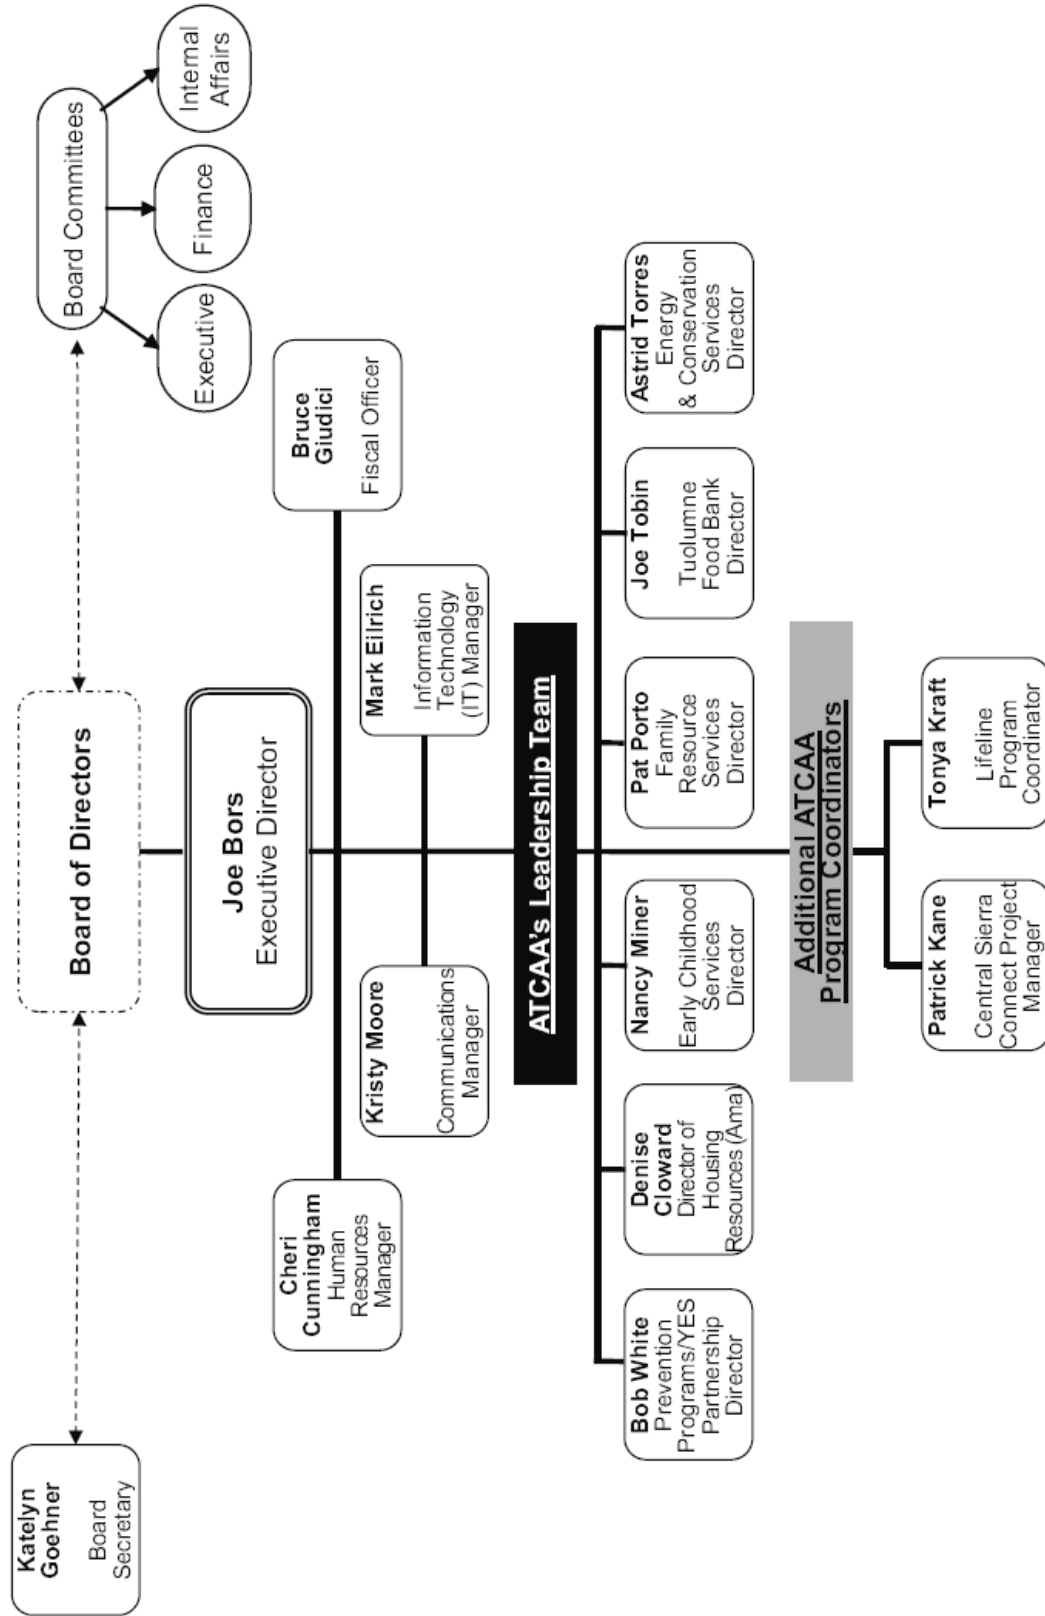 Katelyn
Goehner
Board
Secretary
Board of Directors
Board Committees
Executive
Finance
Internal
Affairs
Joe Bors
Executive Director
Cheri
Cunningham
Human
Resources
Manager
Bruce
Giudici
Fiscal Officer
Kristy Moore
Communications
Manager
Mark Eilrich
Information
Technology
(IT) Manager
ATCAA's Leadership Team
Bob White
Prevention
Programs/YES
Partnership
Director
Denise
Cloward
Director of
Housing
Resources (Ama)
Nancy Miner
Early Childhood
Services
Director
Pat Porto
Family
Resource
Services
Director
Joe Tobin
Tuolumne
Food Bank
Director
Astrid Torres
Energy
& Conservation
Services
Director
Additional ATCAA
Program Coordinators
Patrick Kane
Central Sierra
Connect Project
Manager
Tonya Kraft
Lifeline
Program
Coordinator